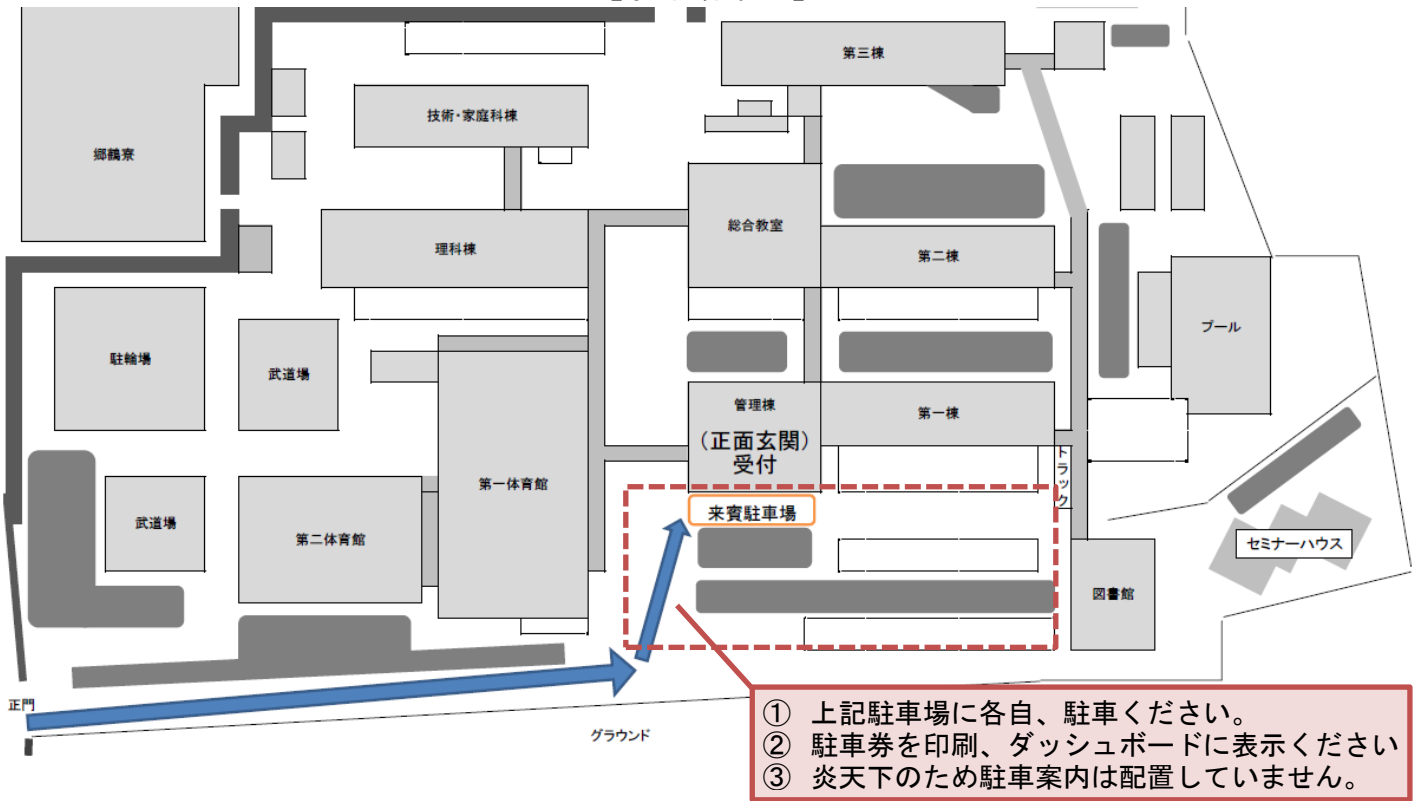 第三棟
技術・家庭科棟
郷鶴寮
総合教室
理科棟
第二棟
プール
駐輪場
武道場
管理棟
(正面玄関)
受付
第一棟
トラック
第一体育館
来賓駐車場
武道場
第二体育館
セミナーハウス
図書館
正門
グラウンド
① 上記駐車場に各自、駐車ください。
② 駐車券を印刷、ダッシュボードに表示ください
③ 炎天下のため駐車案内は配置していません。